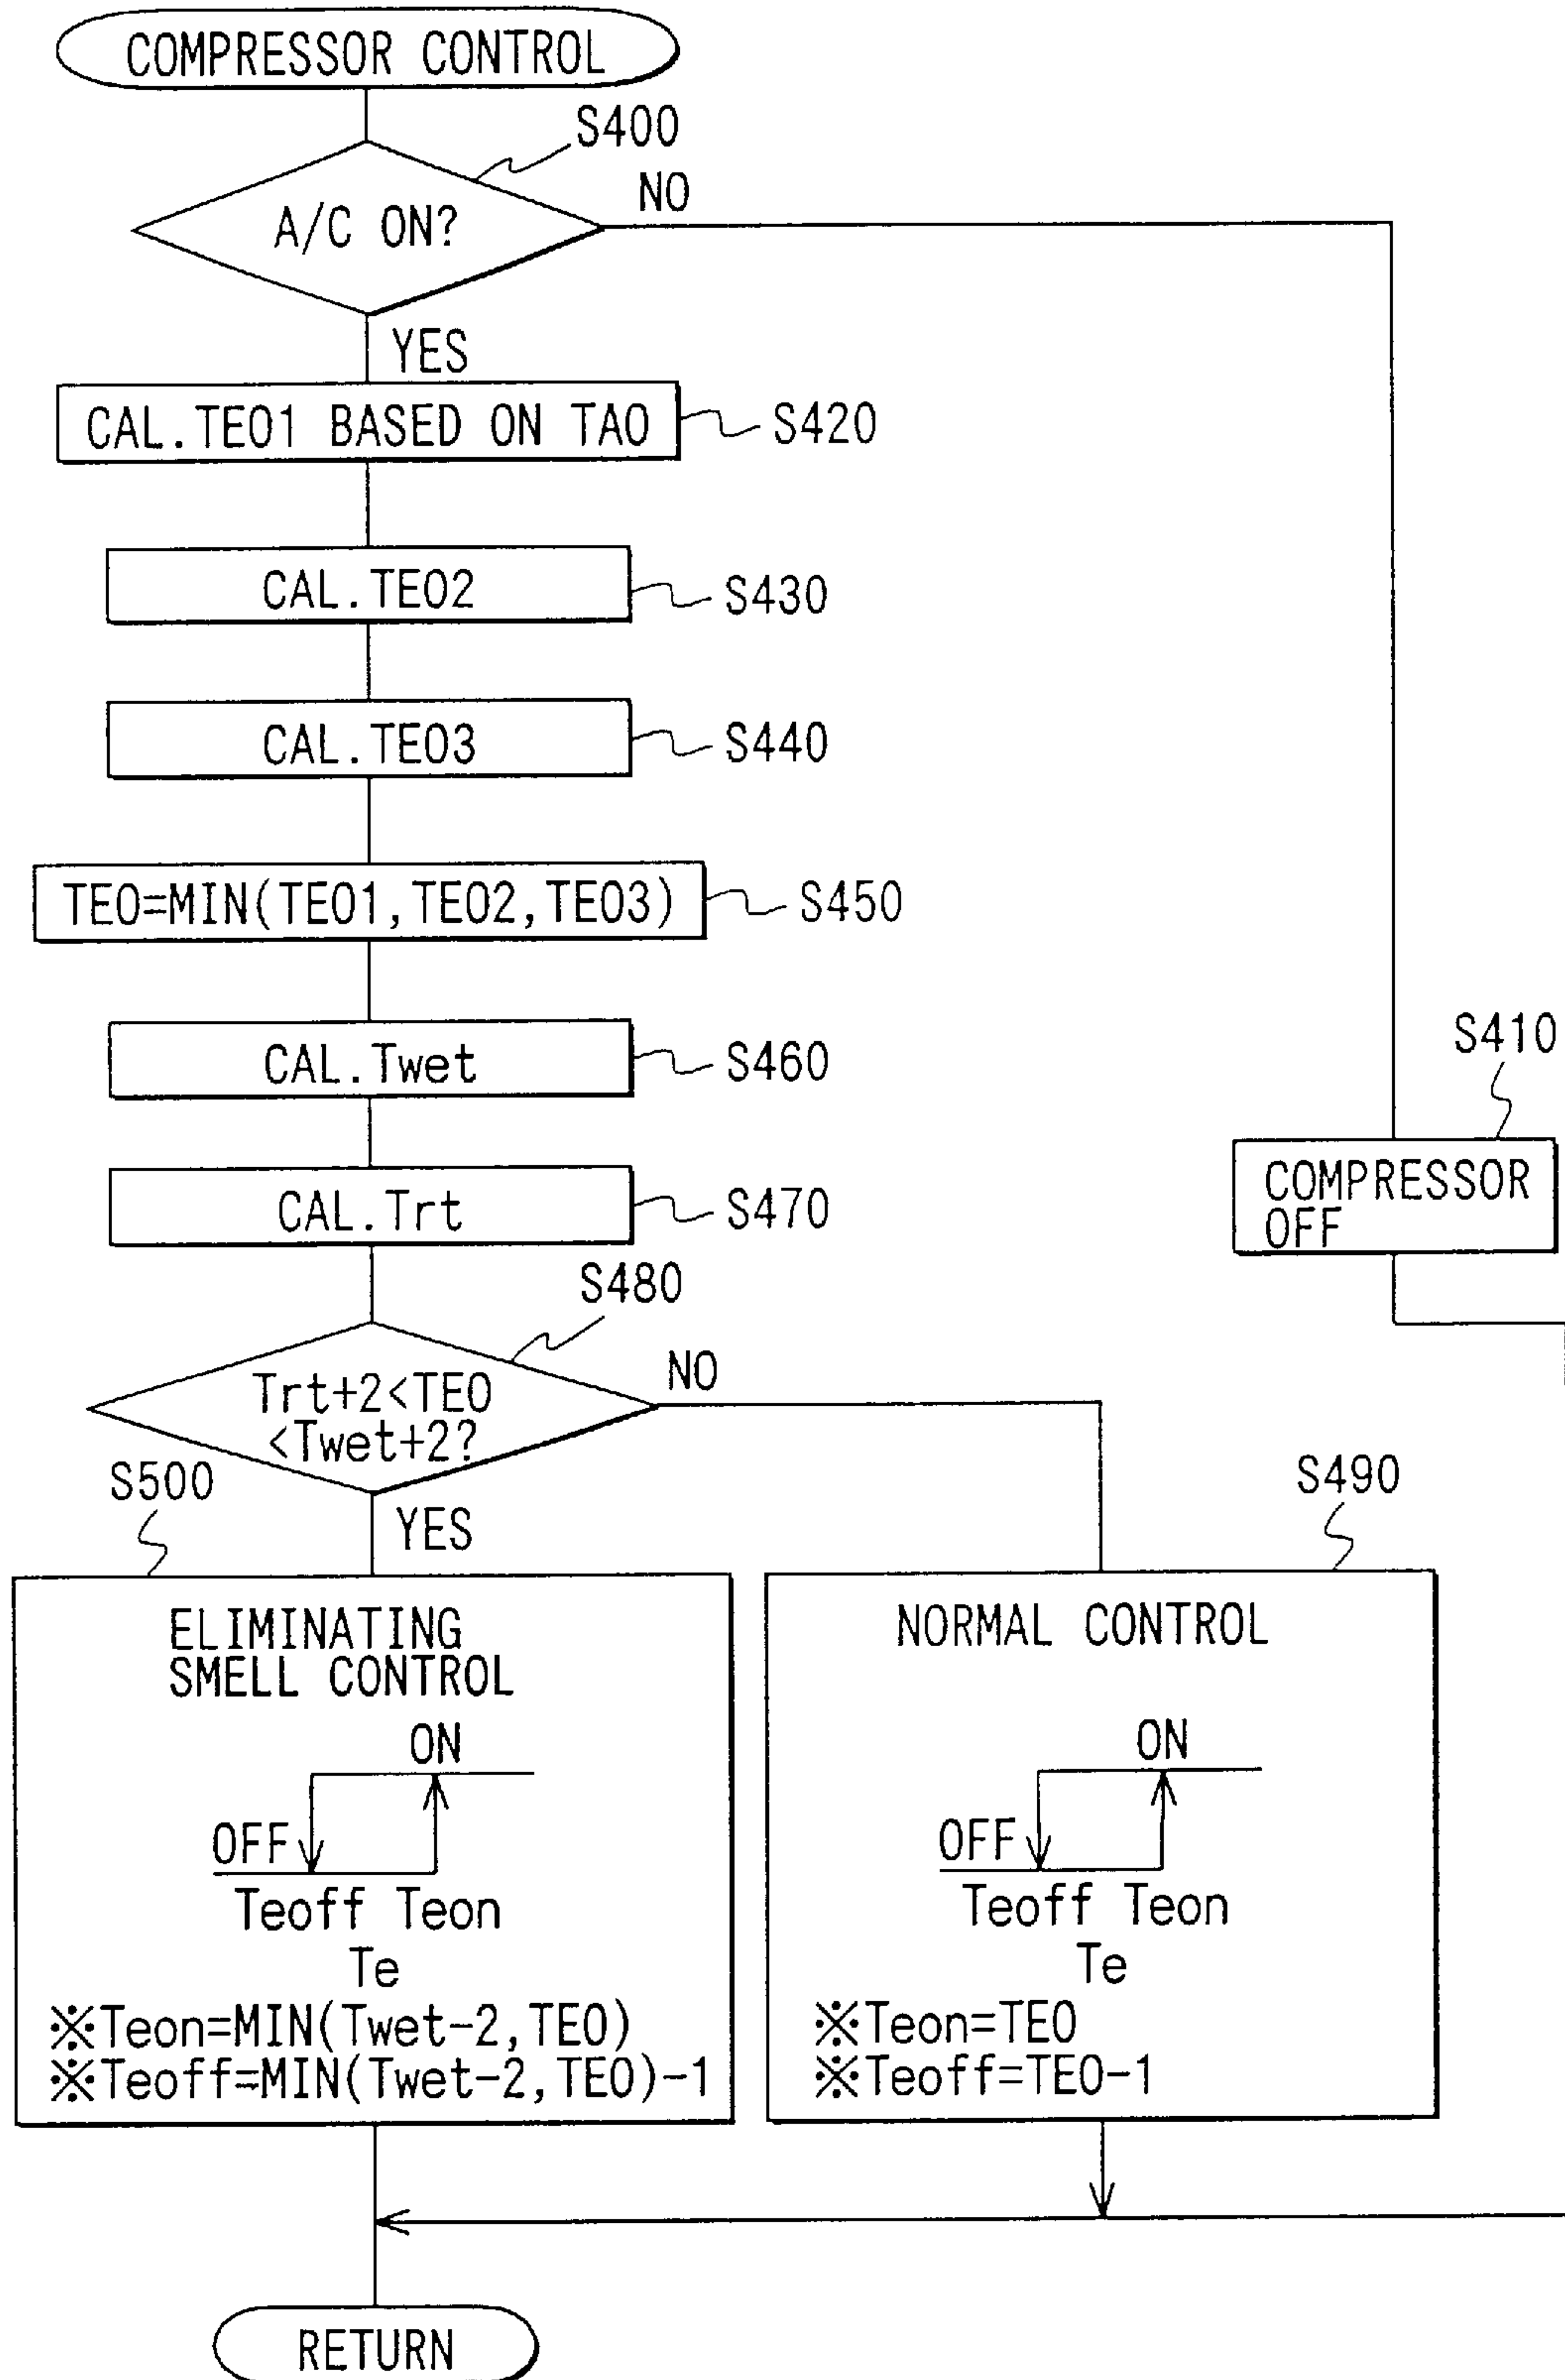 COMPRESSOR CONTROL
S400
A/C ON?
NO
YES
CAL.TEO1 BASED ON TAO
S420
CAL.TEO2
S430
CAL.TEO3
S440
TEO=MIN(TEO1,TEO2,TEO3)
S450
CAL.Twet
S460
S410
COMPRESSOR
OFF
CAL.Trt
S470
S480
Trt+2<TEO
<Twet+2?
NO
YES
S500
ELIMINATING
SMELL CONTROL
ON
OFF
Teoff Teon
Te
※Teon=MIN(Twet-2,TEO)
※Teoff=MIN(Twet-2,TEO)-1
S490
NORMAL CONTROL
ON
OFF
Teoff Teon
Te
※Teon=TEO
※Teoff=TEO-1
RETURN